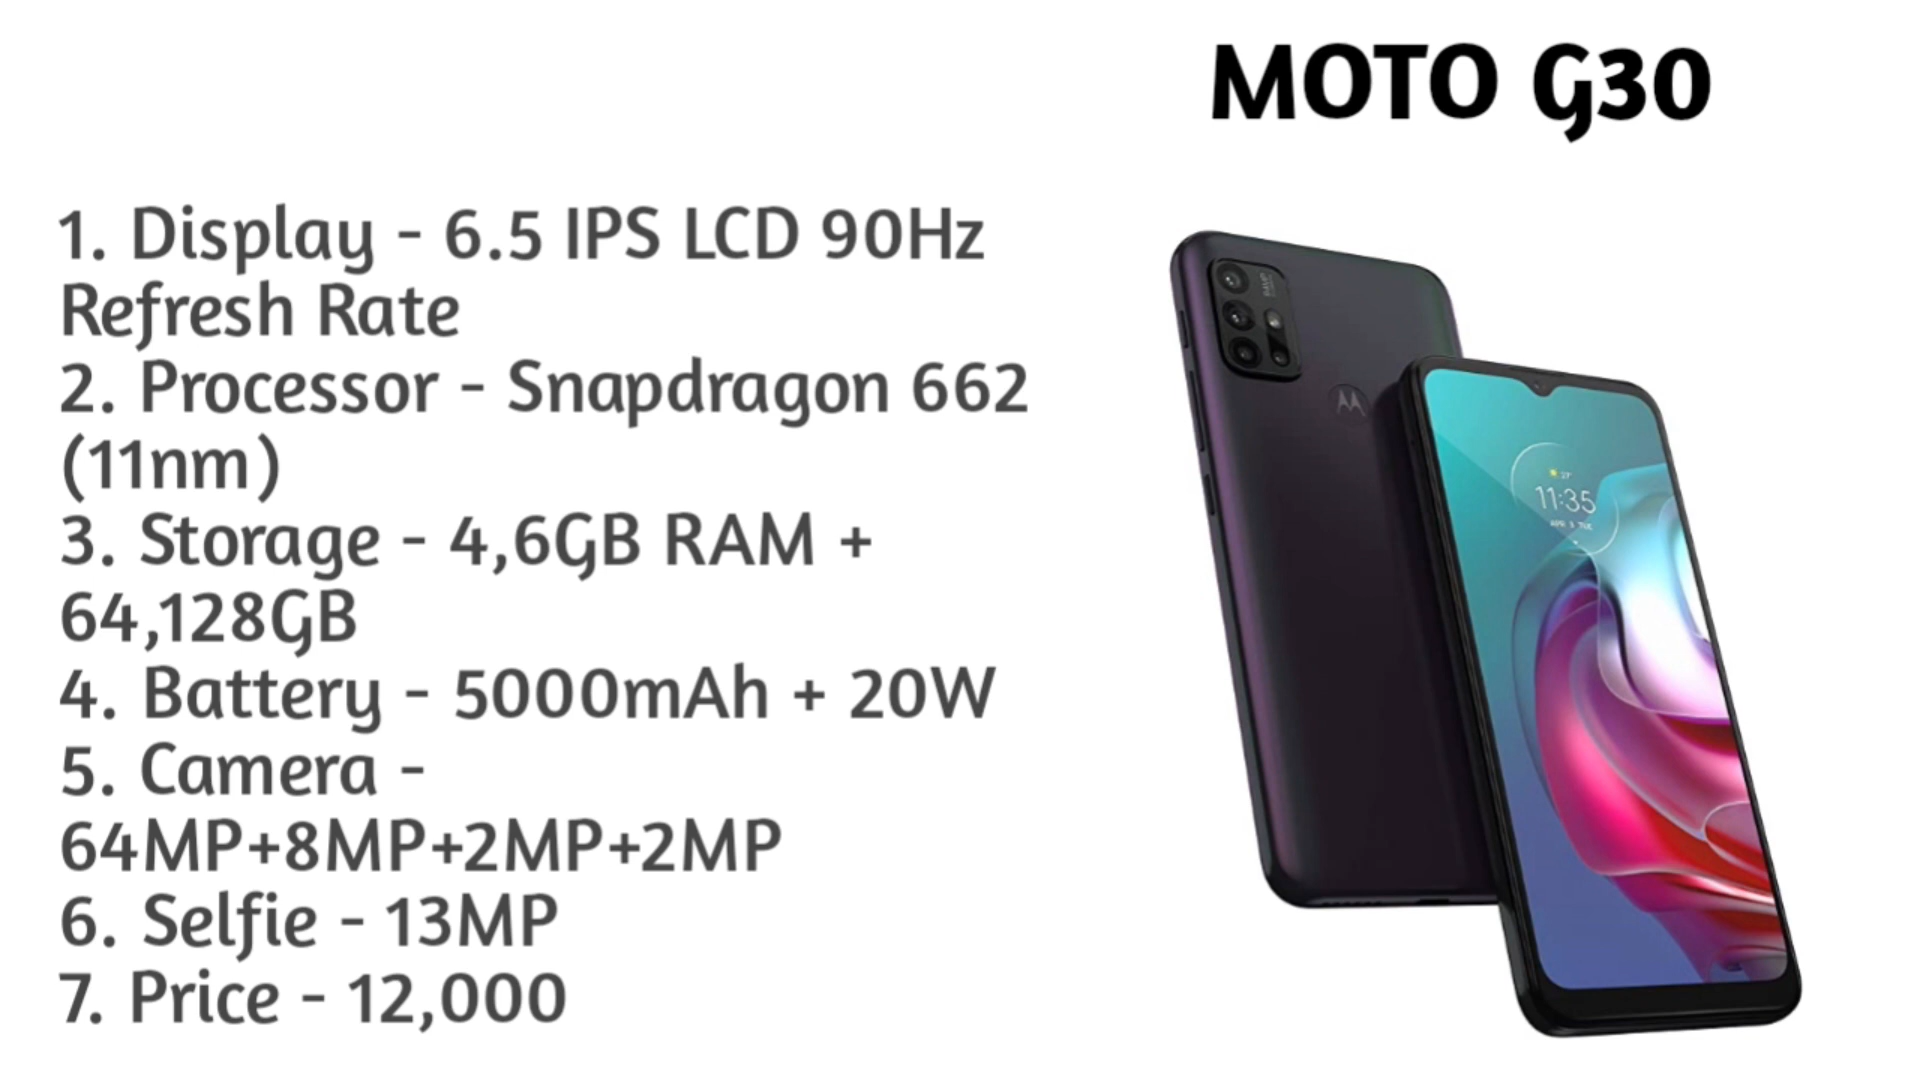 MOTO G30
1. Display - 6.5 IPS LCD 90Hz
Refresh Rate
2. Processor - Snapdragon 662
(11nm)
3. Storage - 4,6GB RAM +
64,128GB
4. Battery - 5000mAh + 20W
5. Camera -
64MP+8MP+2MP+2MP
6. Selfie - 13MP
7. Price - 12,000
11:35